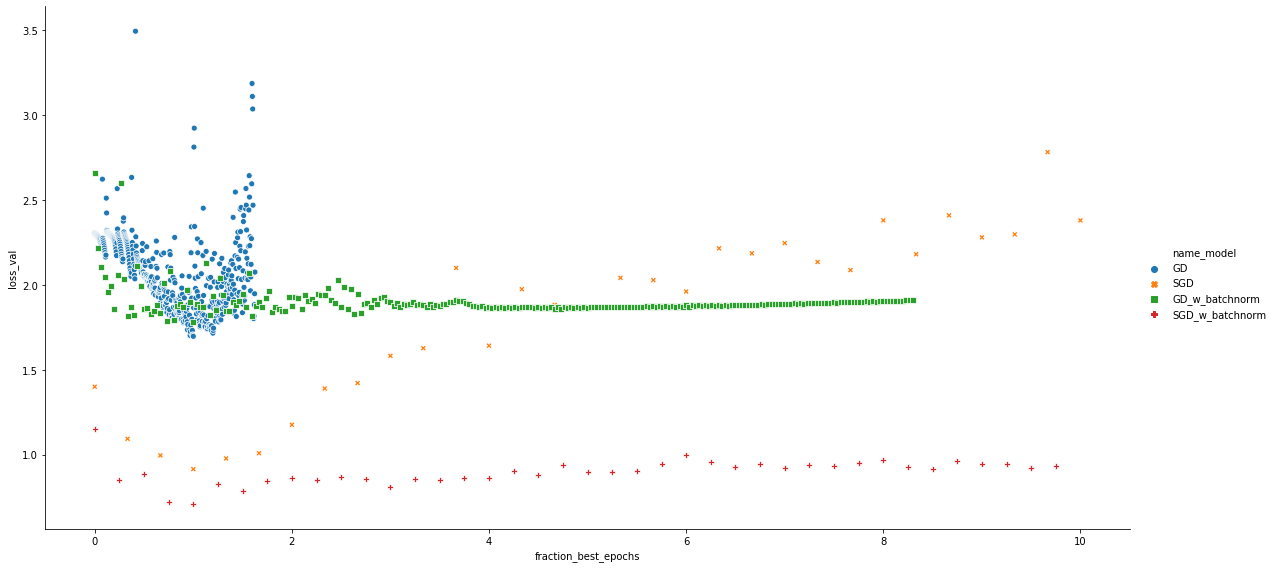 3.5
3.0
2.5
2.0
1.5
1.0
loss_val
0 2 4 6 8 10
fraction_best_epochs
name_model
GD
SGD
GD_w_batchnorm
SGD_w_batchnorm